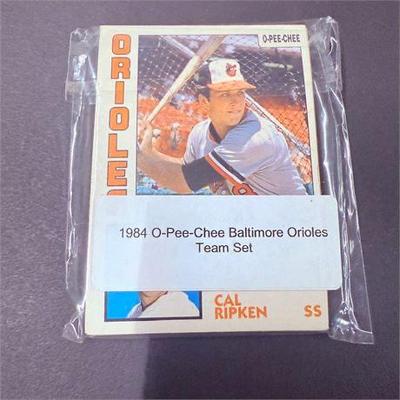 O-PEE-CHEE
ORIOLES
1984 O-Pee-Chee Baltimore Orioles
Team Set
CAL
RIPKEN
SS